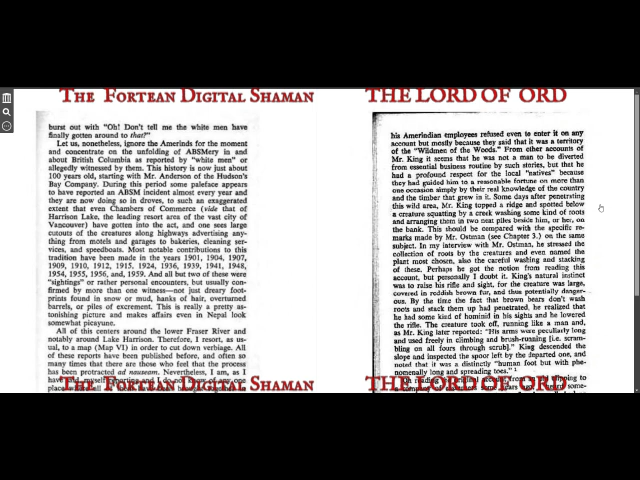 THE FORTEAN DIGITAL SHAMAN
burst out with "Oh! Don't tell me the white men have
finally gotten around to that?"
Let us, nonetheless, ignore the Amerinds for the moment
and concentrate on the unfolding of ABSMery in and
about British Columbia as reported by "white men" or
allegedly witnessed by them. This history is now just about
100 years old, starting with Mr. Anderson of the Hudson's
Bay Company. During this period some paleface appears
to have reported an ABSM incident almost every year and
they are now doing so in droves, to such an exaggerated
extent that even Chambers of Commerce (vide that of
Harrison Lake, the leading resort area of the vast city of
Vancouver) have gotten into the act, and one sees large
cutouts of the creatures along highways advertising any-
thing from motels and garages to bakeries, cleaning ser-
vices, and speedboats. Most notable contributions to this
tradition have been made in the years 1901, 1904, 1907,
1909, 1910, 1912, 1915, 1924, 1936, 1939, 1941, 1948,
1954, 1955, 1956, and, 1959. And all but two of these were
"sightings" or rather personal encounters, but usually con-
firmed by more than one witness—not just dreary foot-
prints found in snow or mud, hanks of hair, overturned
barrels, or piles of excrement. This is really a pretty as-
tonishing picture and makes affairs even in Nepal look
somewhat picayune.
All of this centers around the lower Fraser River and
notably around Lake Harrison. Therefore, I resort, as us-
ual, to a map (Map VI) in order to cut down verbiage. All
of these reports have been published before, and often so
many times that there are those who feel that the process
has been protracted ad nauseam. Nevertheless, I am, as I
THE FORTEAN DIGITAL SHAMAN
THE LORD OF ORD
his Amerindian employees refused even to enter it on any
account but mostly because they said that it was a territory
of the "Wildmen of the Woods." From other accounts of
Mr. King it seems that he was not a man to be diverted
from essential business routine by such stories, but that he
had a profound respect for the local "natives" because
they had guided him to a reasonable fortune on more than
one occasion simply by their real knowledge of the country
and the timber that grew in it. Some days after penetrating
this wild area, Mr. King topped a ridge and spotted below
a creature squatting by a creek washing some kind of roots
and arranging them in two neat piles beside him, or her, on
the bank. This should be compared with the specific re-
marks made by Mr. Ostman (see Chapter 3.) on the same
subject. In my interview with Mr. Ostman, he stressed the
collection of roots by the creatures and even named the
plant most chosen, also the careful washing and stacking
of these. Perhaps he got the notion from reading this
account, but personally I doubt it. King's natural instinct
was to raise his rifle and sight, for the creature was large,
covered in reddish brown fur, and thus potentially danger-
ous. By the time the fact that brown bears don't wash
roots and stack them up had penetrated, he realized that
he had some kind of hominid in his sights and he lowered
the rifle. The creature took off, running like a man and,
as Mr. King later reported: "His arms were peculiarly long
and used freely in climbing and brush-running [i.e. scram-
bling on all fours through scrub]." King descended the
slope and inspected the spoor left by the departed one, and
noted that it was a distinctly "human foot but with phe-
nomenally long and spreading toes." 1
THE LORD OF ORD